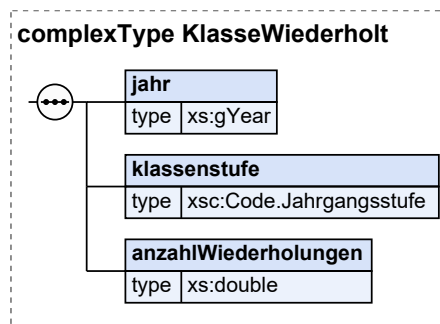 complexType KlasseWiederholt
jahr
type xs:gYear
klassenstufe
type xsc:Code.Jahrgangsstufe
anzahlWiederholungen
type xs:double